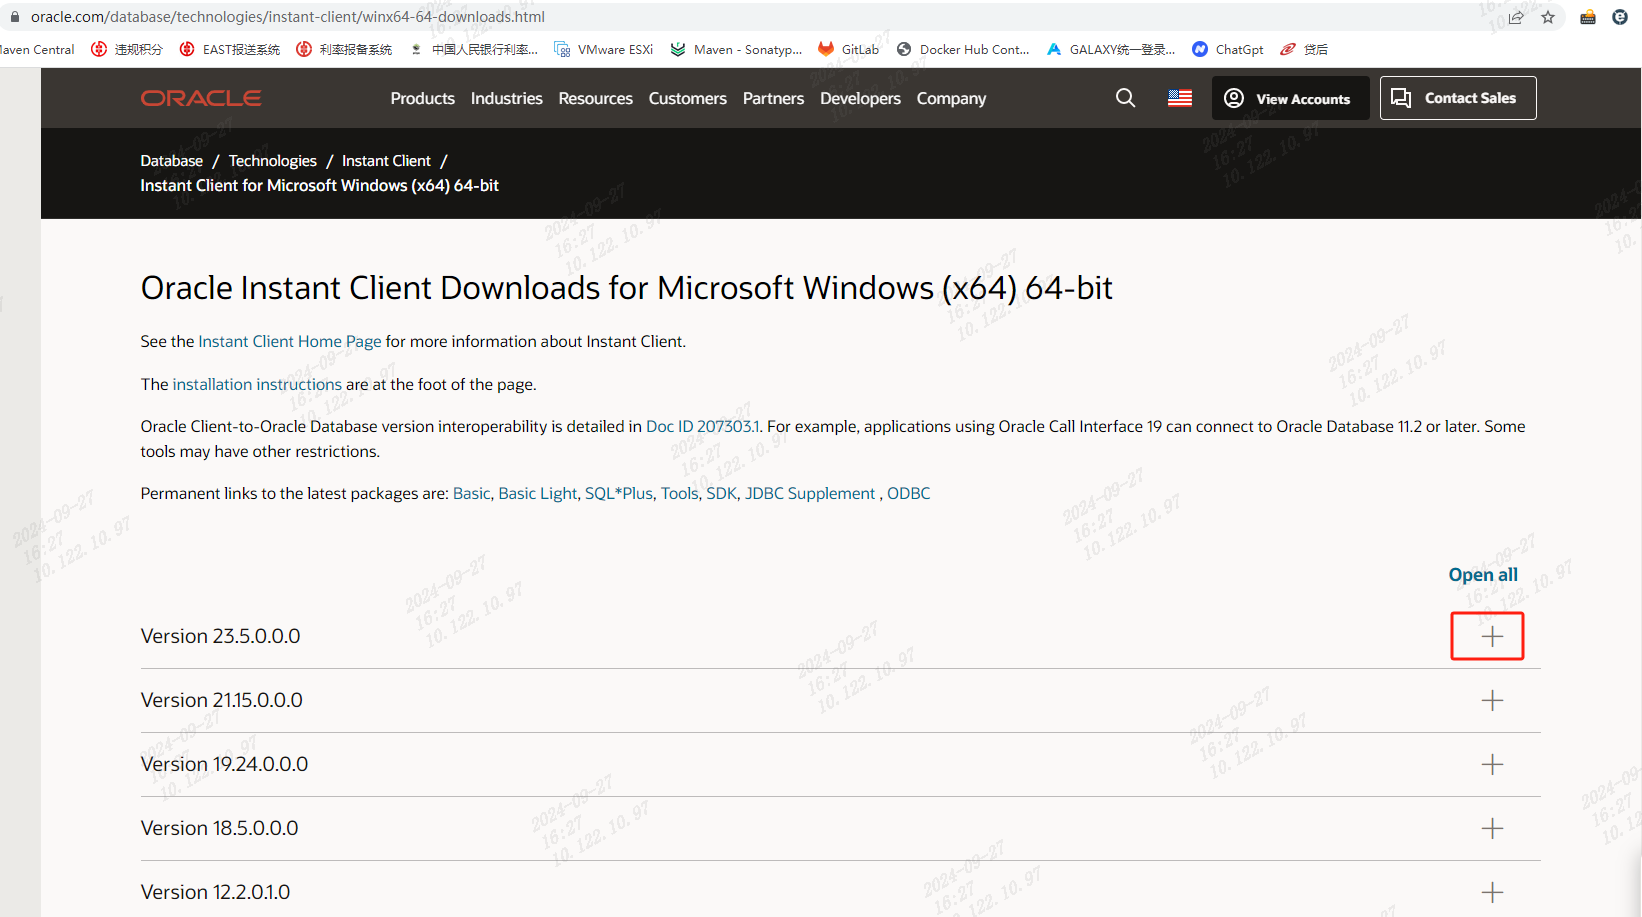 oracle.com/database/technologies/instant-client/winx64-64-downloads.html
Maven Central 违规积分 EAST报送系统 利率报备系统 中国人民银行利率... VMware ESXi Maven - Sonatyp... GitLab Docker Hub Cont... GALAXY统一登录... ChatGpt 贷后
ORACLE Products Industries Resources Customers Partners Developers Company View Accounts Contact Sales
Database / Technologies / Instant Client /
Instant Client for Microsoft Windows (x64) 64-bit
Oracle Instant Client Downloads for Microsoft Windows (x64) 64-bit
See the Instant Client Home Page for more information about Instant Client.
The installation instructions are at the foot of the page.
Oracle Client-to-Oracle Database version interoperability is detailed in Doc ID 207303.1. For example, applications using Oracle Call Interface 19 can connect to Oracle Database 11.2 or later. Some
tools may have other restrictions.
Permanent links to the latest packages are: Basic, Basic Light, SQL*Plus, Tools, SDK, JDBC Supplement , ODBC
Open all
Version 23.5.0.0.0
Version 21.15.0.0.0
Version 19.24.0.0.0
Version 18.5.0.0.0
Version 12.2.0.1.0
2024-09-27
16:27
10.122.10.97